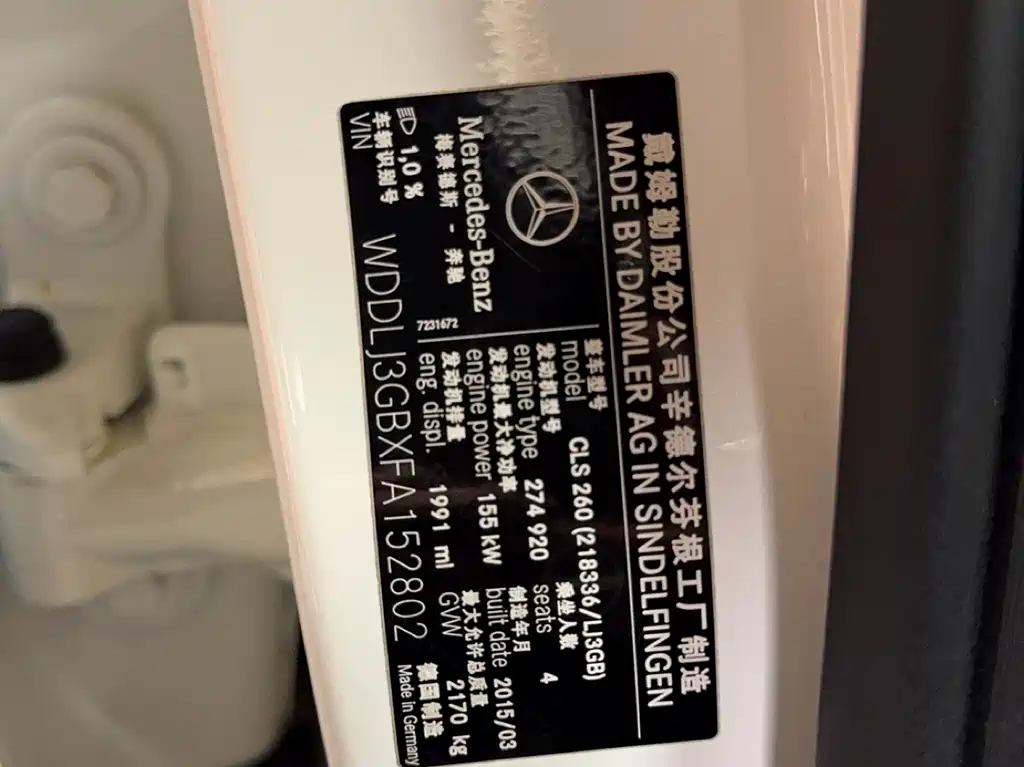 戴姆勒股份公司辛德尔芬根工厂制造
MADE BY DAIMLER AG IN SINDELFINGEN
Mercedes-Benz
梅赛德斯 - 奔驰
整车型号
model CLS 260 (218336/LJ3GB)
发动机型号 乘坐人数
engine type 274 920 seats 4
发动机最大净功率 制造年月
engine power 155 kW built date 2015/03
发动机排量 最大允许总质量
eng. displ. 1991 ml GVW 2170 kg
7231672
1,0 %
车辆识别号 德国制造
VIN WDDLJ3GBXFA152802 Made in Germany